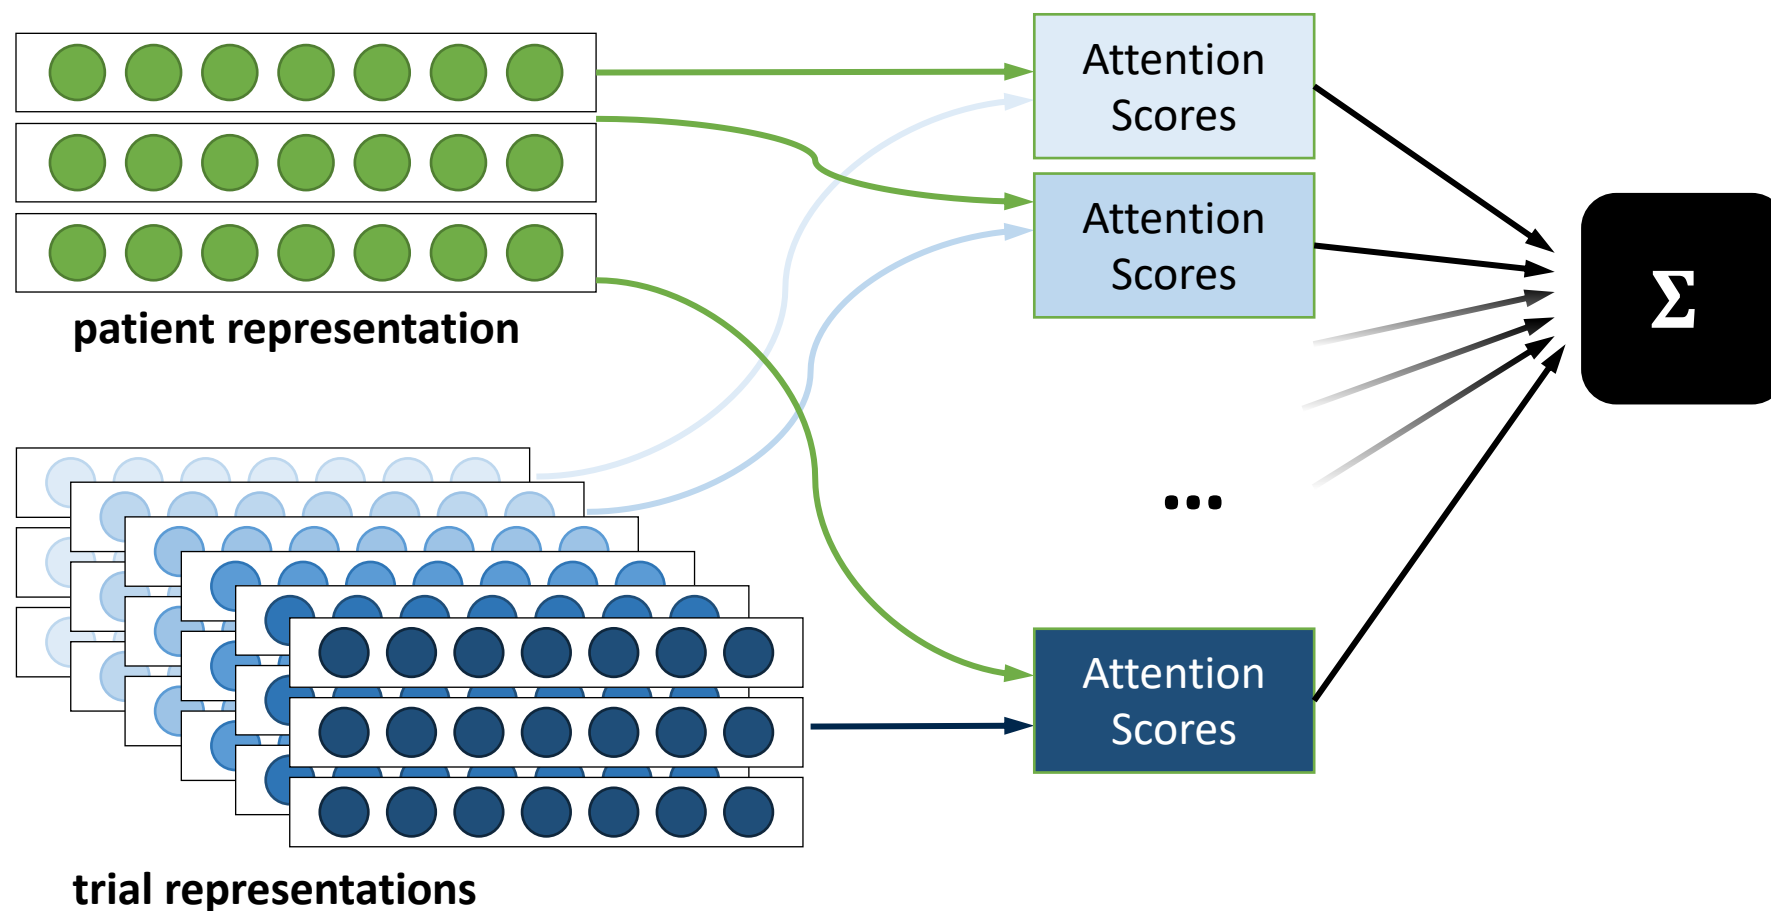 Attention
Scores
Attention
Scores
patient representation
Σ
...
Attention
Scores
trial representations